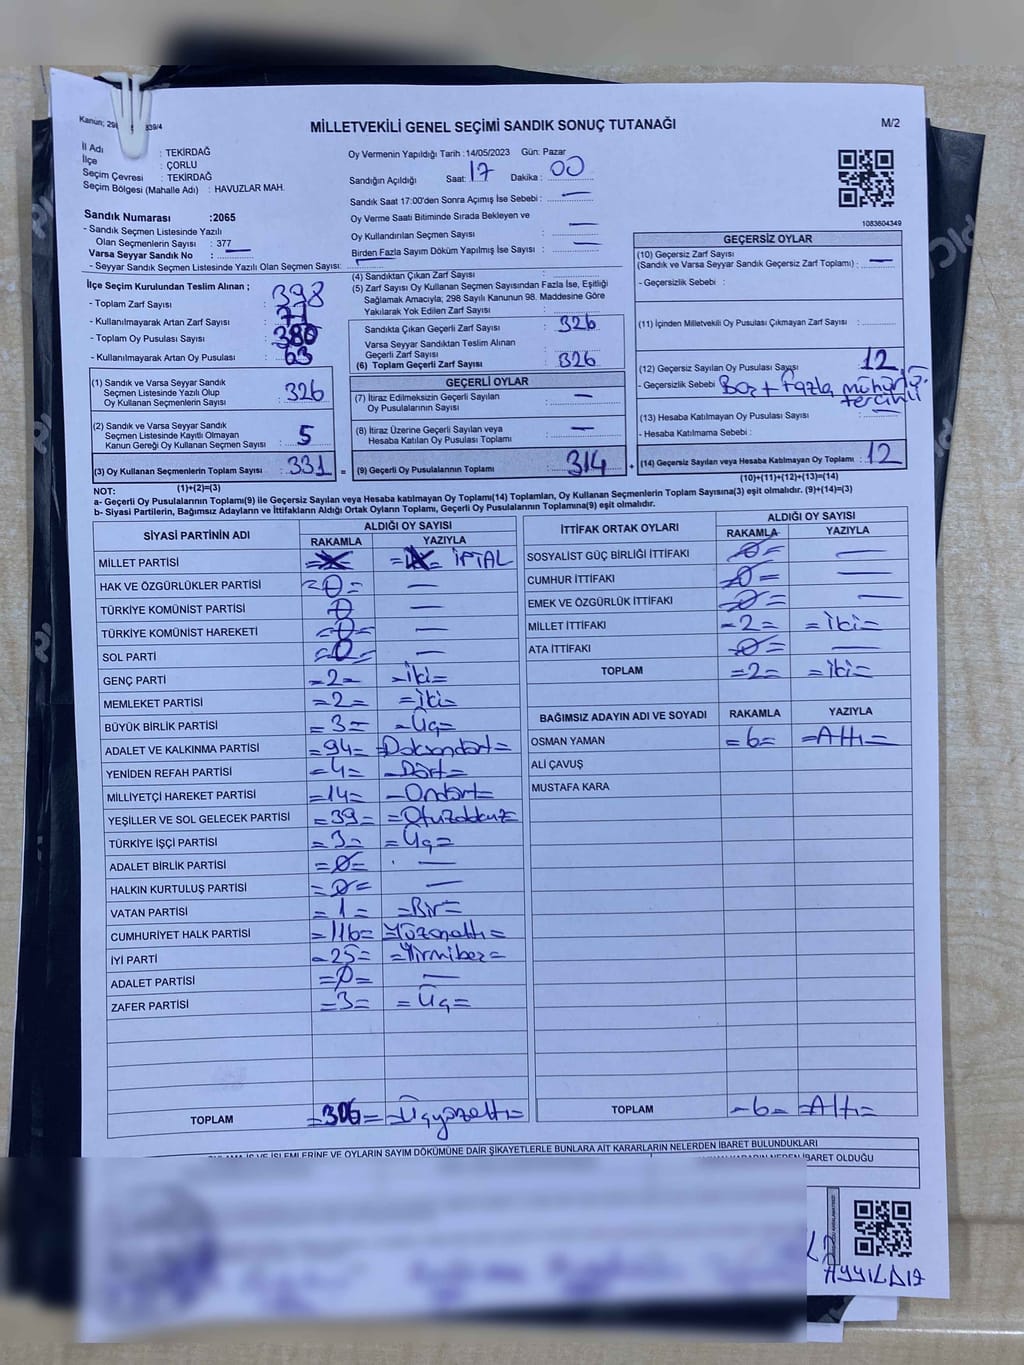 Kanun; 29 839/4
MİLLETVEKİLİ GENEL SEÇİMİ SANDIK SONUÇ TUTANAĞI
M/2
İl Adı : TEKİRDAĞ
İlçe : ÇORLU
Seçim Çevresi : TEKİRDAĞ
Seçim Bölgesi (Mahalle Adı) : HAVUZLAR MAH.
Oy Vermenin Yapıldığı Tarih : 14/05/2023 Gün: Pazar
Sandığın Açıldığı Saat: 17 Dakika : 00
Sandık Saat 17:00'den Sonra Açımış İse Sebebi : —
Oy Verme Saati Bitiminde Sırada Bekleyen ve
Oy Kullandırılan Seçmen Sayısı : —
Birden Fazla Sayım Döküm Yapılmış İse Sayısı : —
1083604349
Sandık Numarası :2065
- Sandık Seçmen Listesinde Yazılı
Olan Seçmenlerin Sayısı : 377
Varsa Seyyar Sandık No : —
- Seyyar Sandık Seçmen Listesinde Yazılı Olan Seçmen Sayısı:
İlçe Seçim Kurulundan Teslim Alınan ;
- Toplam Zarf Sayısı : 398
- Kullanılmayarak Artan Zarf Sayısı : 71
- Toplam Oy Pusulası Sayısı : 380
- Kullanılmayarak Artan Oy Pusulası : 63
(1) Sandık ve Varsa Seyyar Sandık
Seçmen Listesinde Yazılı Olup
Oy Kullanan Seçmenlerin Sayısı : 326
(2) Sandık ve Varsa Seyyar Sandık
Seçmen Listesinde Kayıtlı Olmayan
Kanun Gereği Oy Kullanan Seçmen Sayısı : 5
(3) Oy Kullanan Seçmenlerin Toplam Sayısı : 331 =
(1)+(2)=(3)
(4) Sandıktan Çıkan Zarf Sayısı :
(5) Zarf Sayısı Oy Kullanan Seçmen Sayısından Fazla İse, Eşitliği
Sağlamak Amacıyla; 298 Sayılı Kanunun 98. Maddesine Göre
Yakılarak Yok Edilen Zarf Sayısı :
Sandıkta Çıkan Geçerli Zarf Sayısı : 326
Varsa Seyyar Sandıktan Teslim Alınan
Geçerli Zarf Sayısı :
(6) Toplam Geçerli Zarf Sayısı : 326
GEÇERLİ OYLAR
(7) İtiraz Edilmeksizin Geçerli Sayılan
Oy Pusulalarının Sayısı : —
(8) İtiraz Üzerine Geçerli Sayılan veya
Hesaba Katılan Oy Pusulası Toplamı : —
(9) Geçerli Oy Pusulalarının Toplamı : 314 +
GEÇERSİZ OYLAR
(10) Geçersiz Zarf Sayısı
(Sandık ve Varsa Seyyar Sandık Geçersiz Zarf Toplamı) : —
- Geçersizlik Sebebi :
(11) İçinden Milletvekili Oy Pusulası Çıkmayan Zarf Sayısı :
(12) Geçersiz Sayılan Oy Pusulası Sayısı : 12
- Geçersizlik Sebebi : Boş + Fazla mühürlü
tercihli
(13) Hesaba Katılmayan Oy Pusulası Sayısı : —
- Hesaba Katılmama Sebebi :
(14) Geçersiz Sayılan veya Hesaba Katılmayan Oy Toplamı : 12
(10)+(11)+(12)+(13)=(14)
NOT:
a- Geçerli Oy Pusulalarının Toplamı(9) ile Geçersiz Sayılan veya Hesaba katılmayan Oy Toplamı(14) Toplamları, Oy Kullanan Seçmenlerin Toplam Sayısına(3) eşit olmalıdır. (9)+(14)=(3)
b- Siyasi Partilerin, Bağımsız Adayların ve İttifakların Aldığı Ortak Oyların Toplamı, Geçerli Oy Pusulalarının Toplamına(9) eşit olmalıdır.
SİYASİ PARTİNİN ADI ALDIĞI OY SAYISI
RAKAMLA YAZIYLA
MİLLET PARTİSİ İPTAL
HAK VE ÖZGÜRLÜKLER PARTİSİ =0= —
TÜRKİYE KOMÜNİST PARTİSİ 0 —
TÜRKİYE KOMÜNİST HAREKETİ =0= —
SOL PARTİ =0= —
GENÇ PARTİ =2= =iki=
MEMLEKET PARTİSİ =2= =iki=
BÜYÜK BİRLİK PARTİSİ =3= =Üç=
ADALET VE KALKINMA PARTİSİ =94= =Doksandört=
YENİDEN REFAH PARTİSİ =4= =Dört=
MİLLİYETÇİ HAREKET PARTİSİ =14= =Ondört=
YEŞİLLER VE SOL GELECEK PARTİSİ =39= =Otuzdokuz=
TÜRKİYE İŞÇİ PARTİSİ =3= =Üç=
ADALET BİRLİK PARTİSİ =0= —
HALKIN KURTULUŞ PARTİSİ =0= —
VATAN PARTİSİ =1= =Bir=
CUMHURİYET HALK PARTİSİ =116= =Yüzonaltı=
İYİ PARTİ =25= =Yirmibeş=
ADALET PARTİSİ =0= —
ZAFER PARTİSİ =3= =Üç=
TOPLAM =306= =Üçyüzaltı=
İTTİFAK ORTAK OYLARI ALDIĞI OY SAYISI
RAKAMLA YAZIYLA
SOSYALİST GÜÇ BİRLİĞİ İTTİFAKI =0= —
CUMHUR İTTİFAKI =0= —
EMEK VE ÖZGÜRLÜK İTTİFAKI =0= —
MİLLET İTTİFAKI =2= =iki=
ATA İTTİFAKI =0= —
TOPLAM =2= =iki=
BAĞIMSIZ ADAYIN ADI VE SOYADI RAKAMLA YAZIYLA
OSMAN YAMAN =6= =Altı=
ALİ ÇAVUŞ
MUSTAFA KARA
TOPLAM =6= =Altı=
İŞ VE İŞLEMLERİNE VE OYLARIN SAYIM DÖKÜMÜNE DAİR ŞİKAYETLERLE BUNLARA AİT KARARLARIN NELERDEN İBARET BULUNDUKLARI
KARARIN NEDEN İBARET OLDUĞU
AYYILDIZ